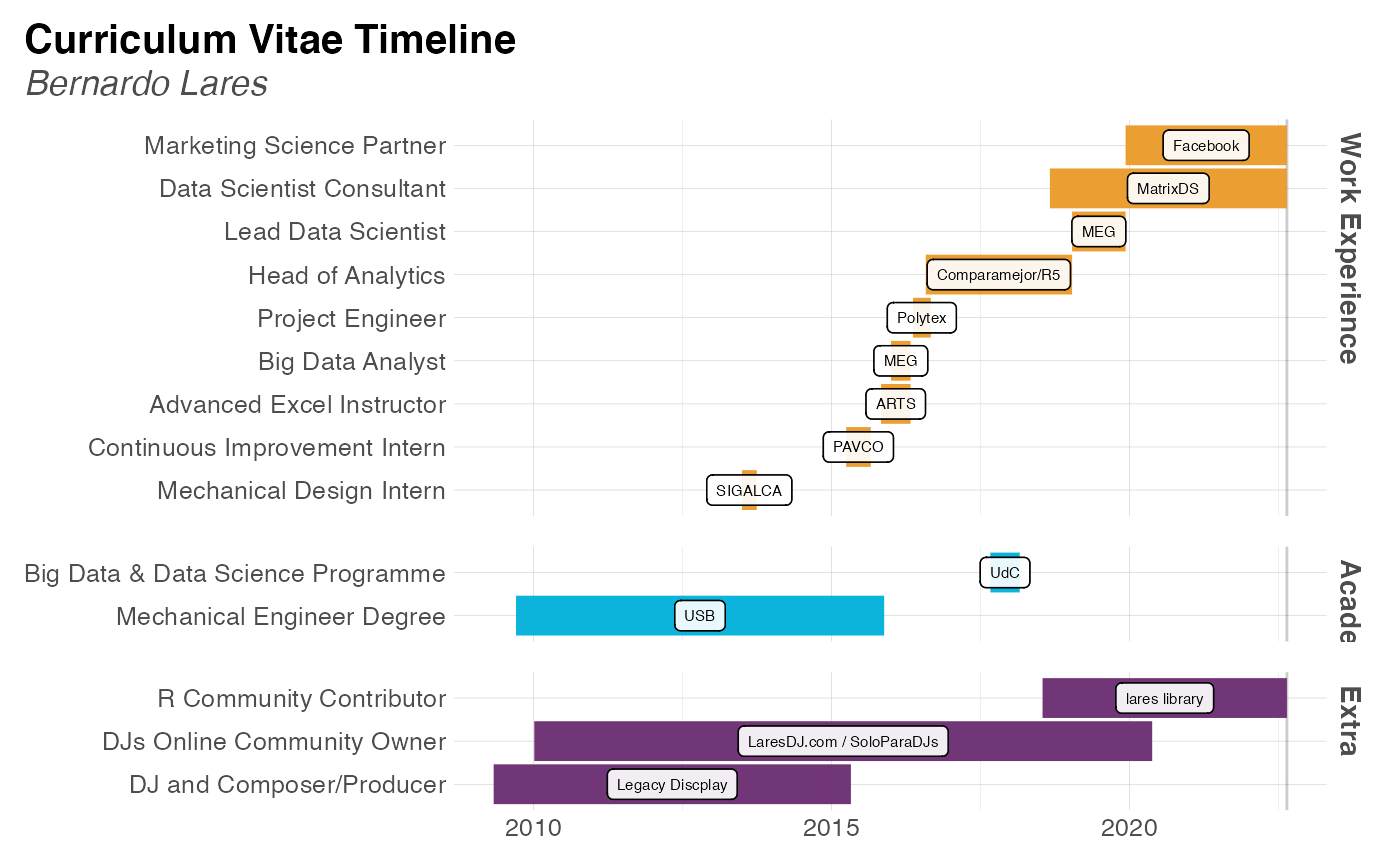 Curriculum Vitae Timeline
Bernardo Lares
Work Experience
Marketing Science Partner Facebook
Data Scientist Consultant MatrixDS
Lead Data Scientist MEG
Head of Analytics Comparamejor/R5
Project Engineer Polytex
Big Data Analyst MEG
Advanced Excel Instructor ARTS
Continuous Improvement Intern PAVCO
Mechanical Design Intern SIGALCA
Acade
Big Data & Data Science Programme UdC
Mechanical Engineer Degree USB
Extra
R Community Contributor lares library
DJs Online Community Owner LaresDJ.com / SoloParaDJs
DJ and Composer/Producer Legacy Discplay
2010 2015 2020